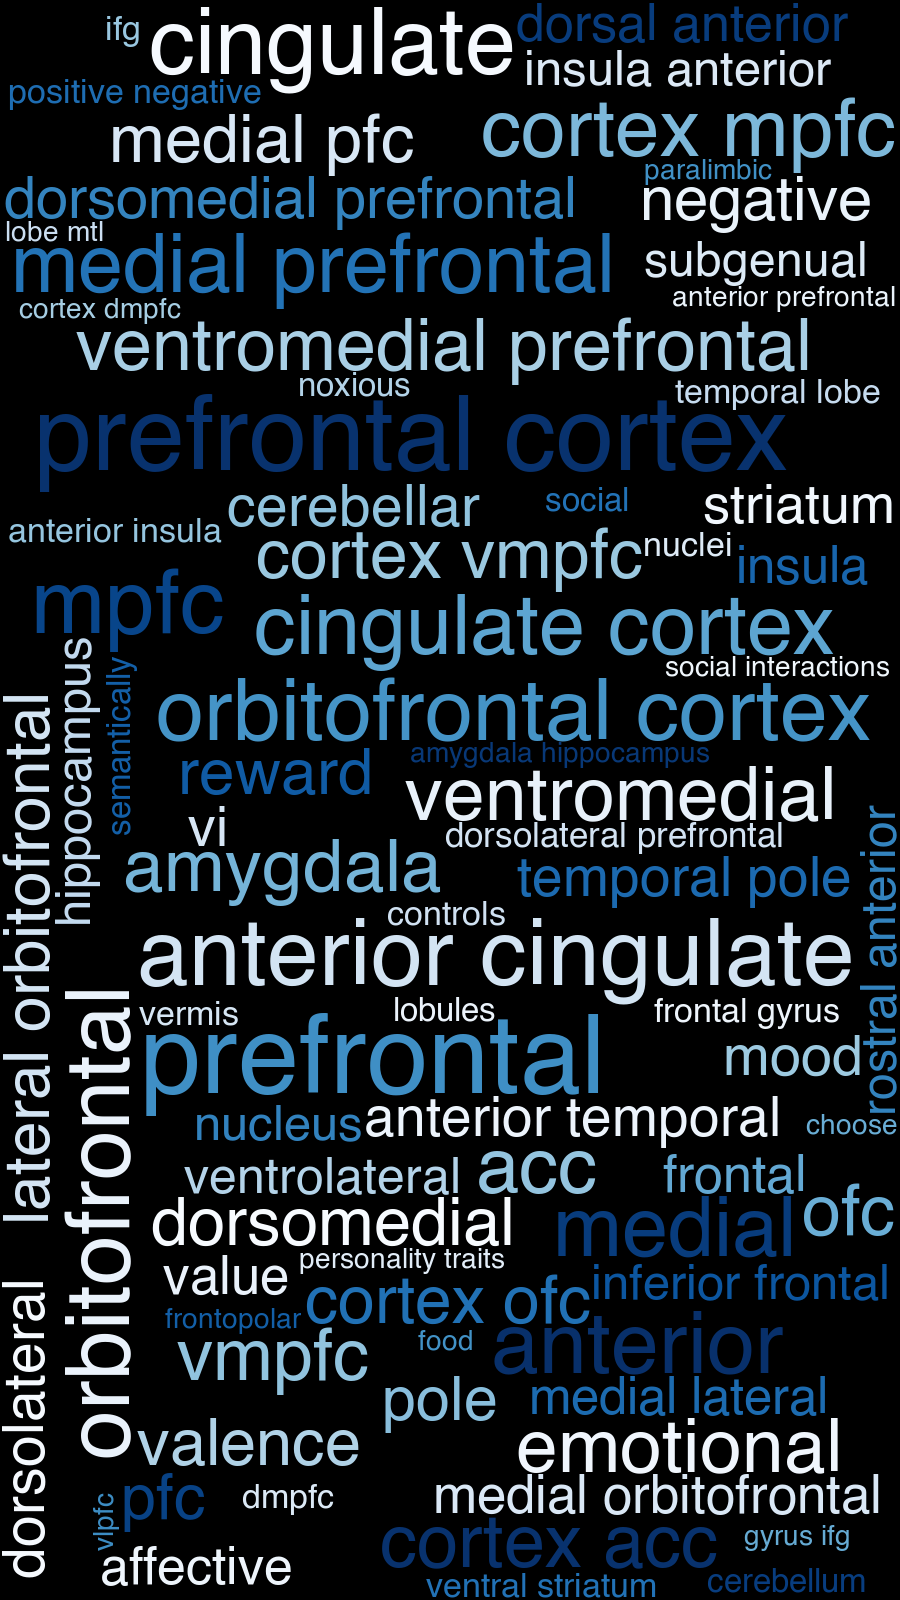 ifg
cingulate
dorsal anterior
insula anterior
positive negative
medial pfc
cortex mpfc
paralimbic
dorsomedial prefrontal
negative
lobe mtl
medial prefrontal
subgenual
anterior prefrontal
cortex dmpfc
ventromedial prefrontal
noxious
temporal lobe
prefrontal cortex
cerebellar
social
striatum
anterior insula
cortex vmpfc
nuclei
insula
mpfc
cingulate cortex
hippocampus
semantically
social interactions
lateral orbitofrontal
orbitofrontal cortex
amygdala hippocampus
reward
ventromedial
vi
dorsolateral prefrontal
rostral anterior
amygdala
temporal pole
controls
anterior cingulate
orbitofrontal
vermis
lobules
frontal gyrus
prefrontal
mood
nucleus
anterior temporal
choose
ventrolateral
acc
frontal
ofc
dorsomedial
medial
personality traits
value
cortex ofc
inferior frontal
dorsolateral
frontopolar
anterior
vmpfc
food
pole
medial lateral
valence
emotional
pfc
dmpfc
medial orbitofrontal
vlpfc
cortex acc
gyrus ifg
affective
ventral striatum
cerebellum